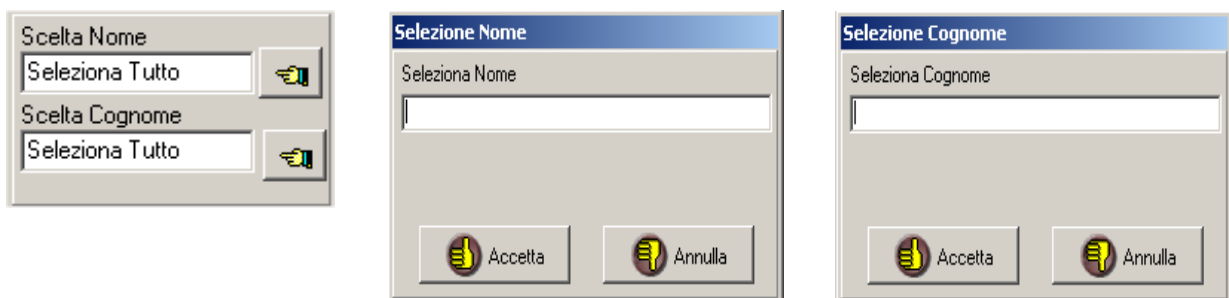 Scelta Nome
Seleziona Tutto
Scelta Cognome
Seleziona Tutto
Selezione Nome
Seleziona Nome
Accetta
Annulla
Selezione Cognome
Seleziona Cognome
Accetta
Annulla